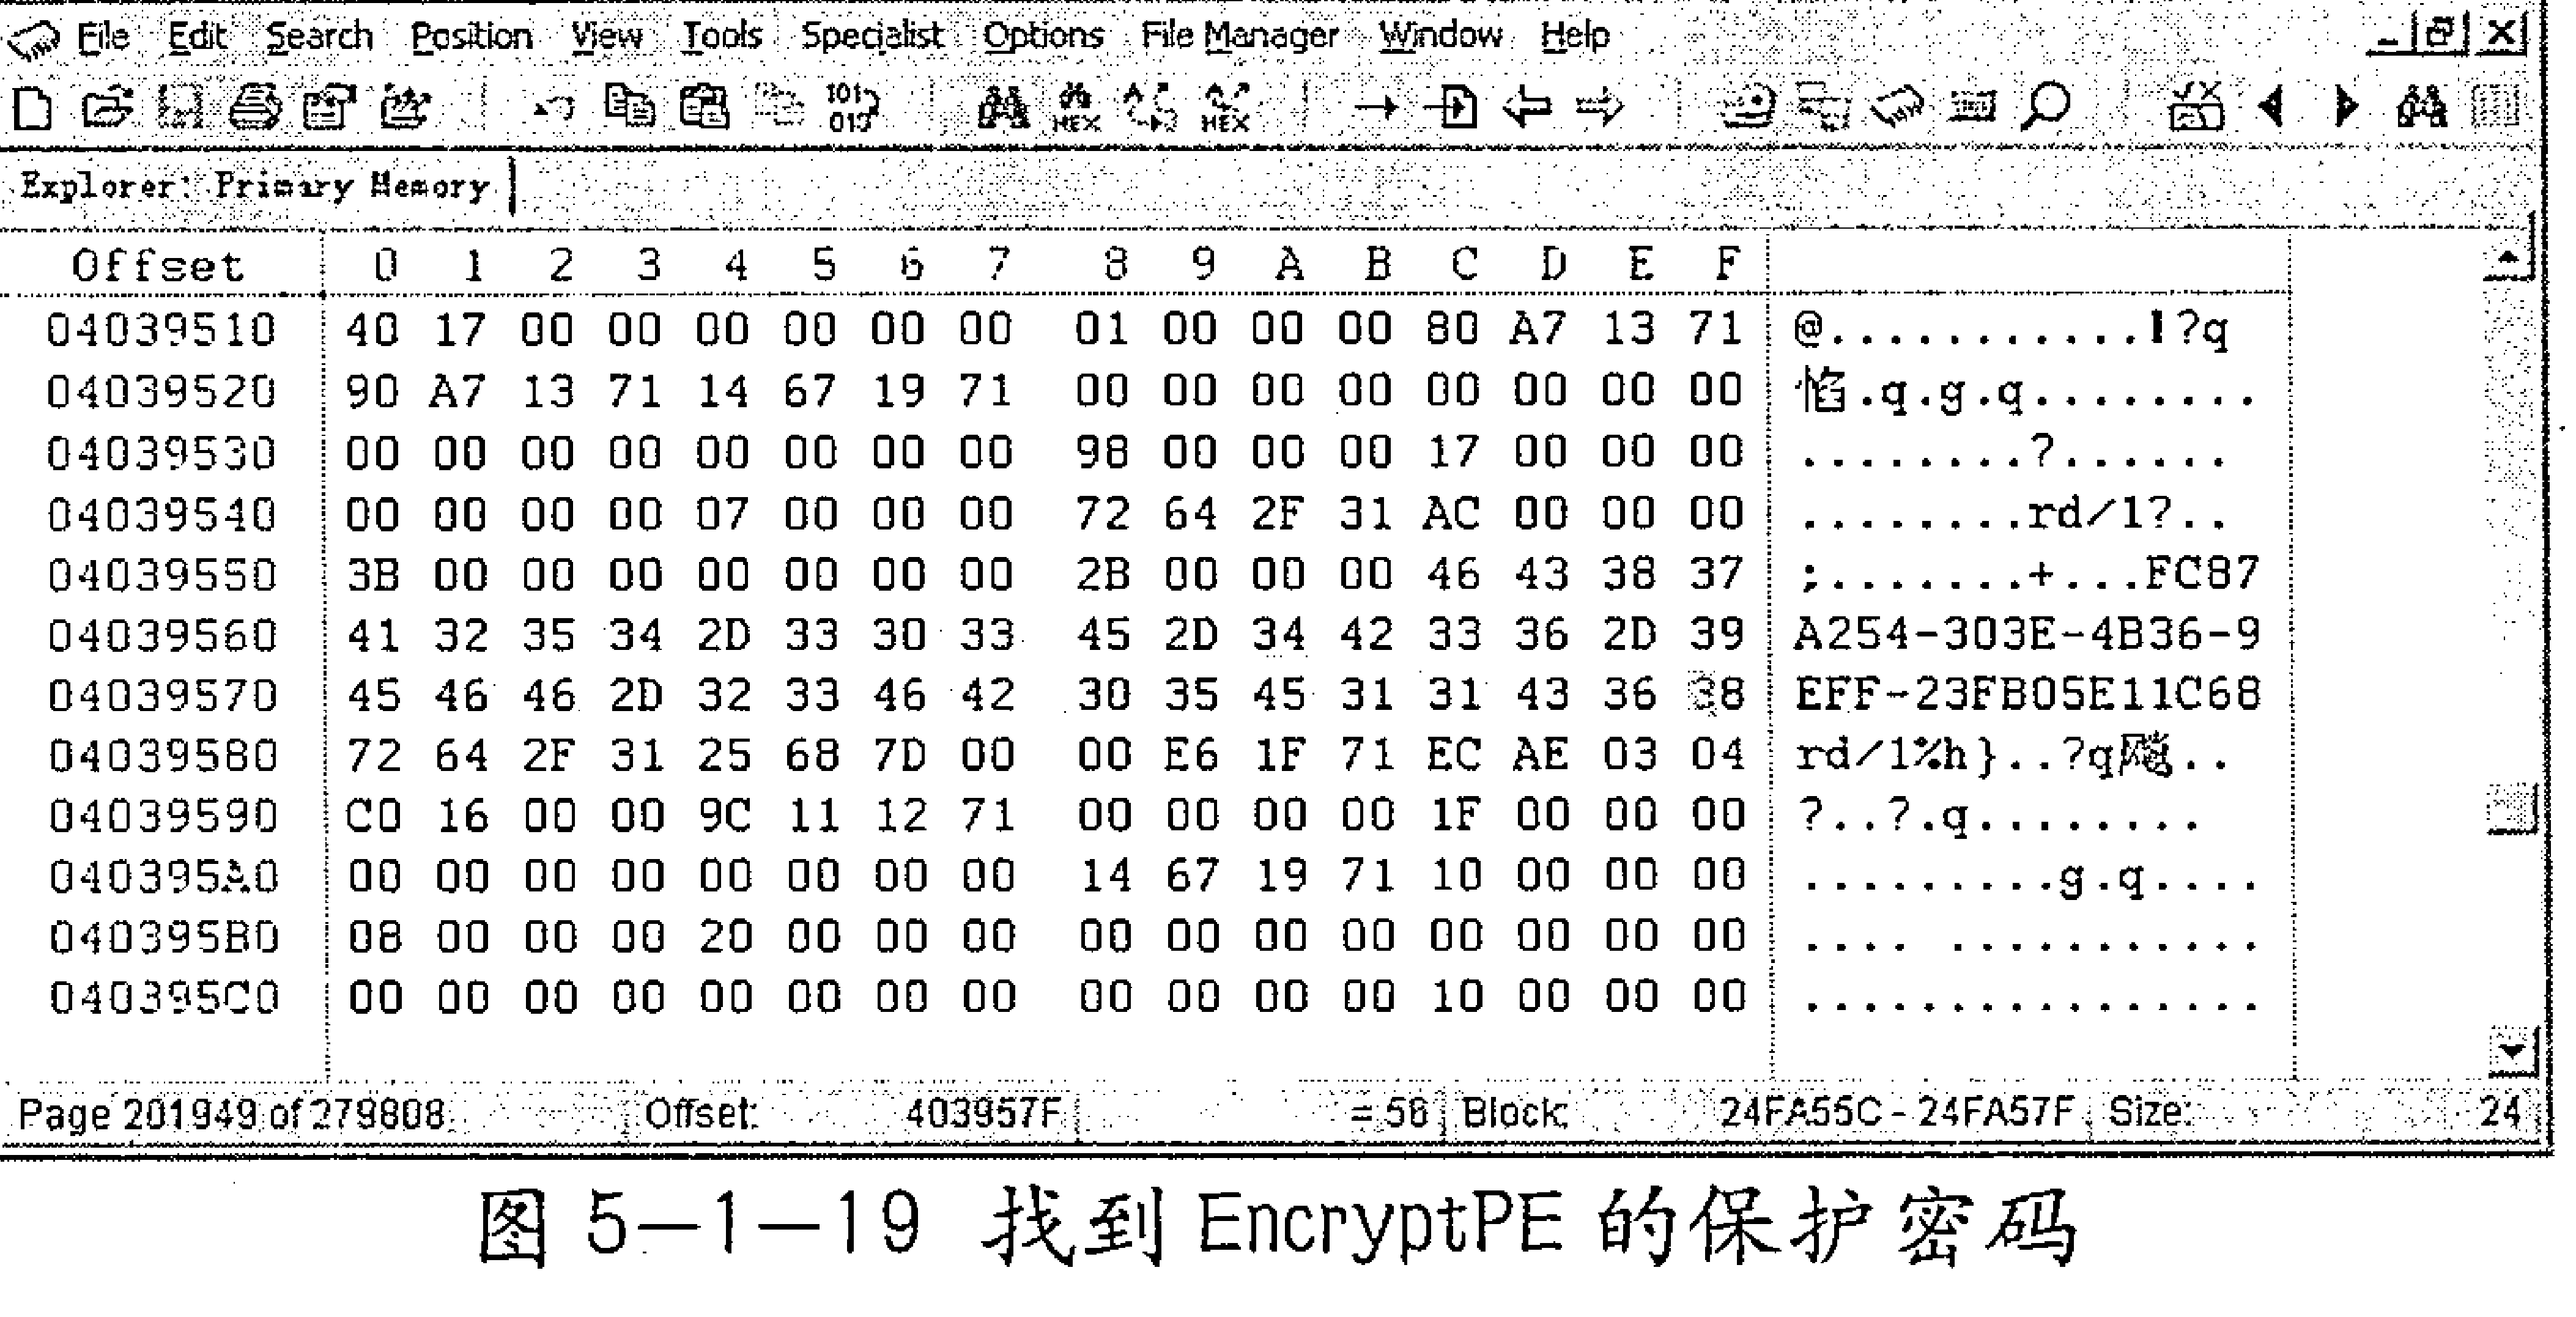 File Edit Search Position View Tools Specialist Options File Manager Window Help
101 010 HEX HEX
Explorer: Primary Memory
Offset 0 1 2 3 4 5 6 7 8 9 A B C D E F
04039510 40 17 00 00 00 00 00 00 01 00 00 00 80 A7 13 71 @...........I?q
04039520 90 A7 13 71 14 67 19 71 00 00 00 00 00 00 00 00 .q.g.q........
04039530 00 00 00 00 00 00 00 00 98 00 00 00 17 00 00 00 ........?......
04039540 00 00 00 00 07 00 00 00 72 64 2F 31 AC 00 00 00 ........rd/1?..
04039550 3B 00 00 00 00 00 00 00 2B 00 00 00 46 43 38 37 ;.......+...FC87
04039560 41 32 35 34 2D 33 30 33 45 2D 34 42 33 36 2D 39 A254-303E-4B36-9
04039570 45 46 46 2D 32 33 46 42 30 35 45 31 31 43 36 38 EFF-23FB05E11C68
04039580 72 64 2F 31 25 68 7D 00 00 E6 1F 71 EC AE 03 04 rd/1%h}..?q..
04039590 C0 16 00 00 9C 11 12 71 00 00 00 00 1F 00 00 00 ?..?.q........
040395A0 00 00 00 00 00 00 00 00 14 67 19 71 10 00 00 00 .........g.q....
040395B0 08 00 00 00 20 00 00 00 00 00 00 00 00 00 00 00 .... ...........
040395C0 00 00 00 00 00 00 00 00 00 00 00 00 10 00 00 00 ................
Page 201949 of 279808 Offset: 403957F = 56 Block: 24FA55C - 24FA57F Size: 24
图 5-1-19 找到 EncryptPE 的保护密码